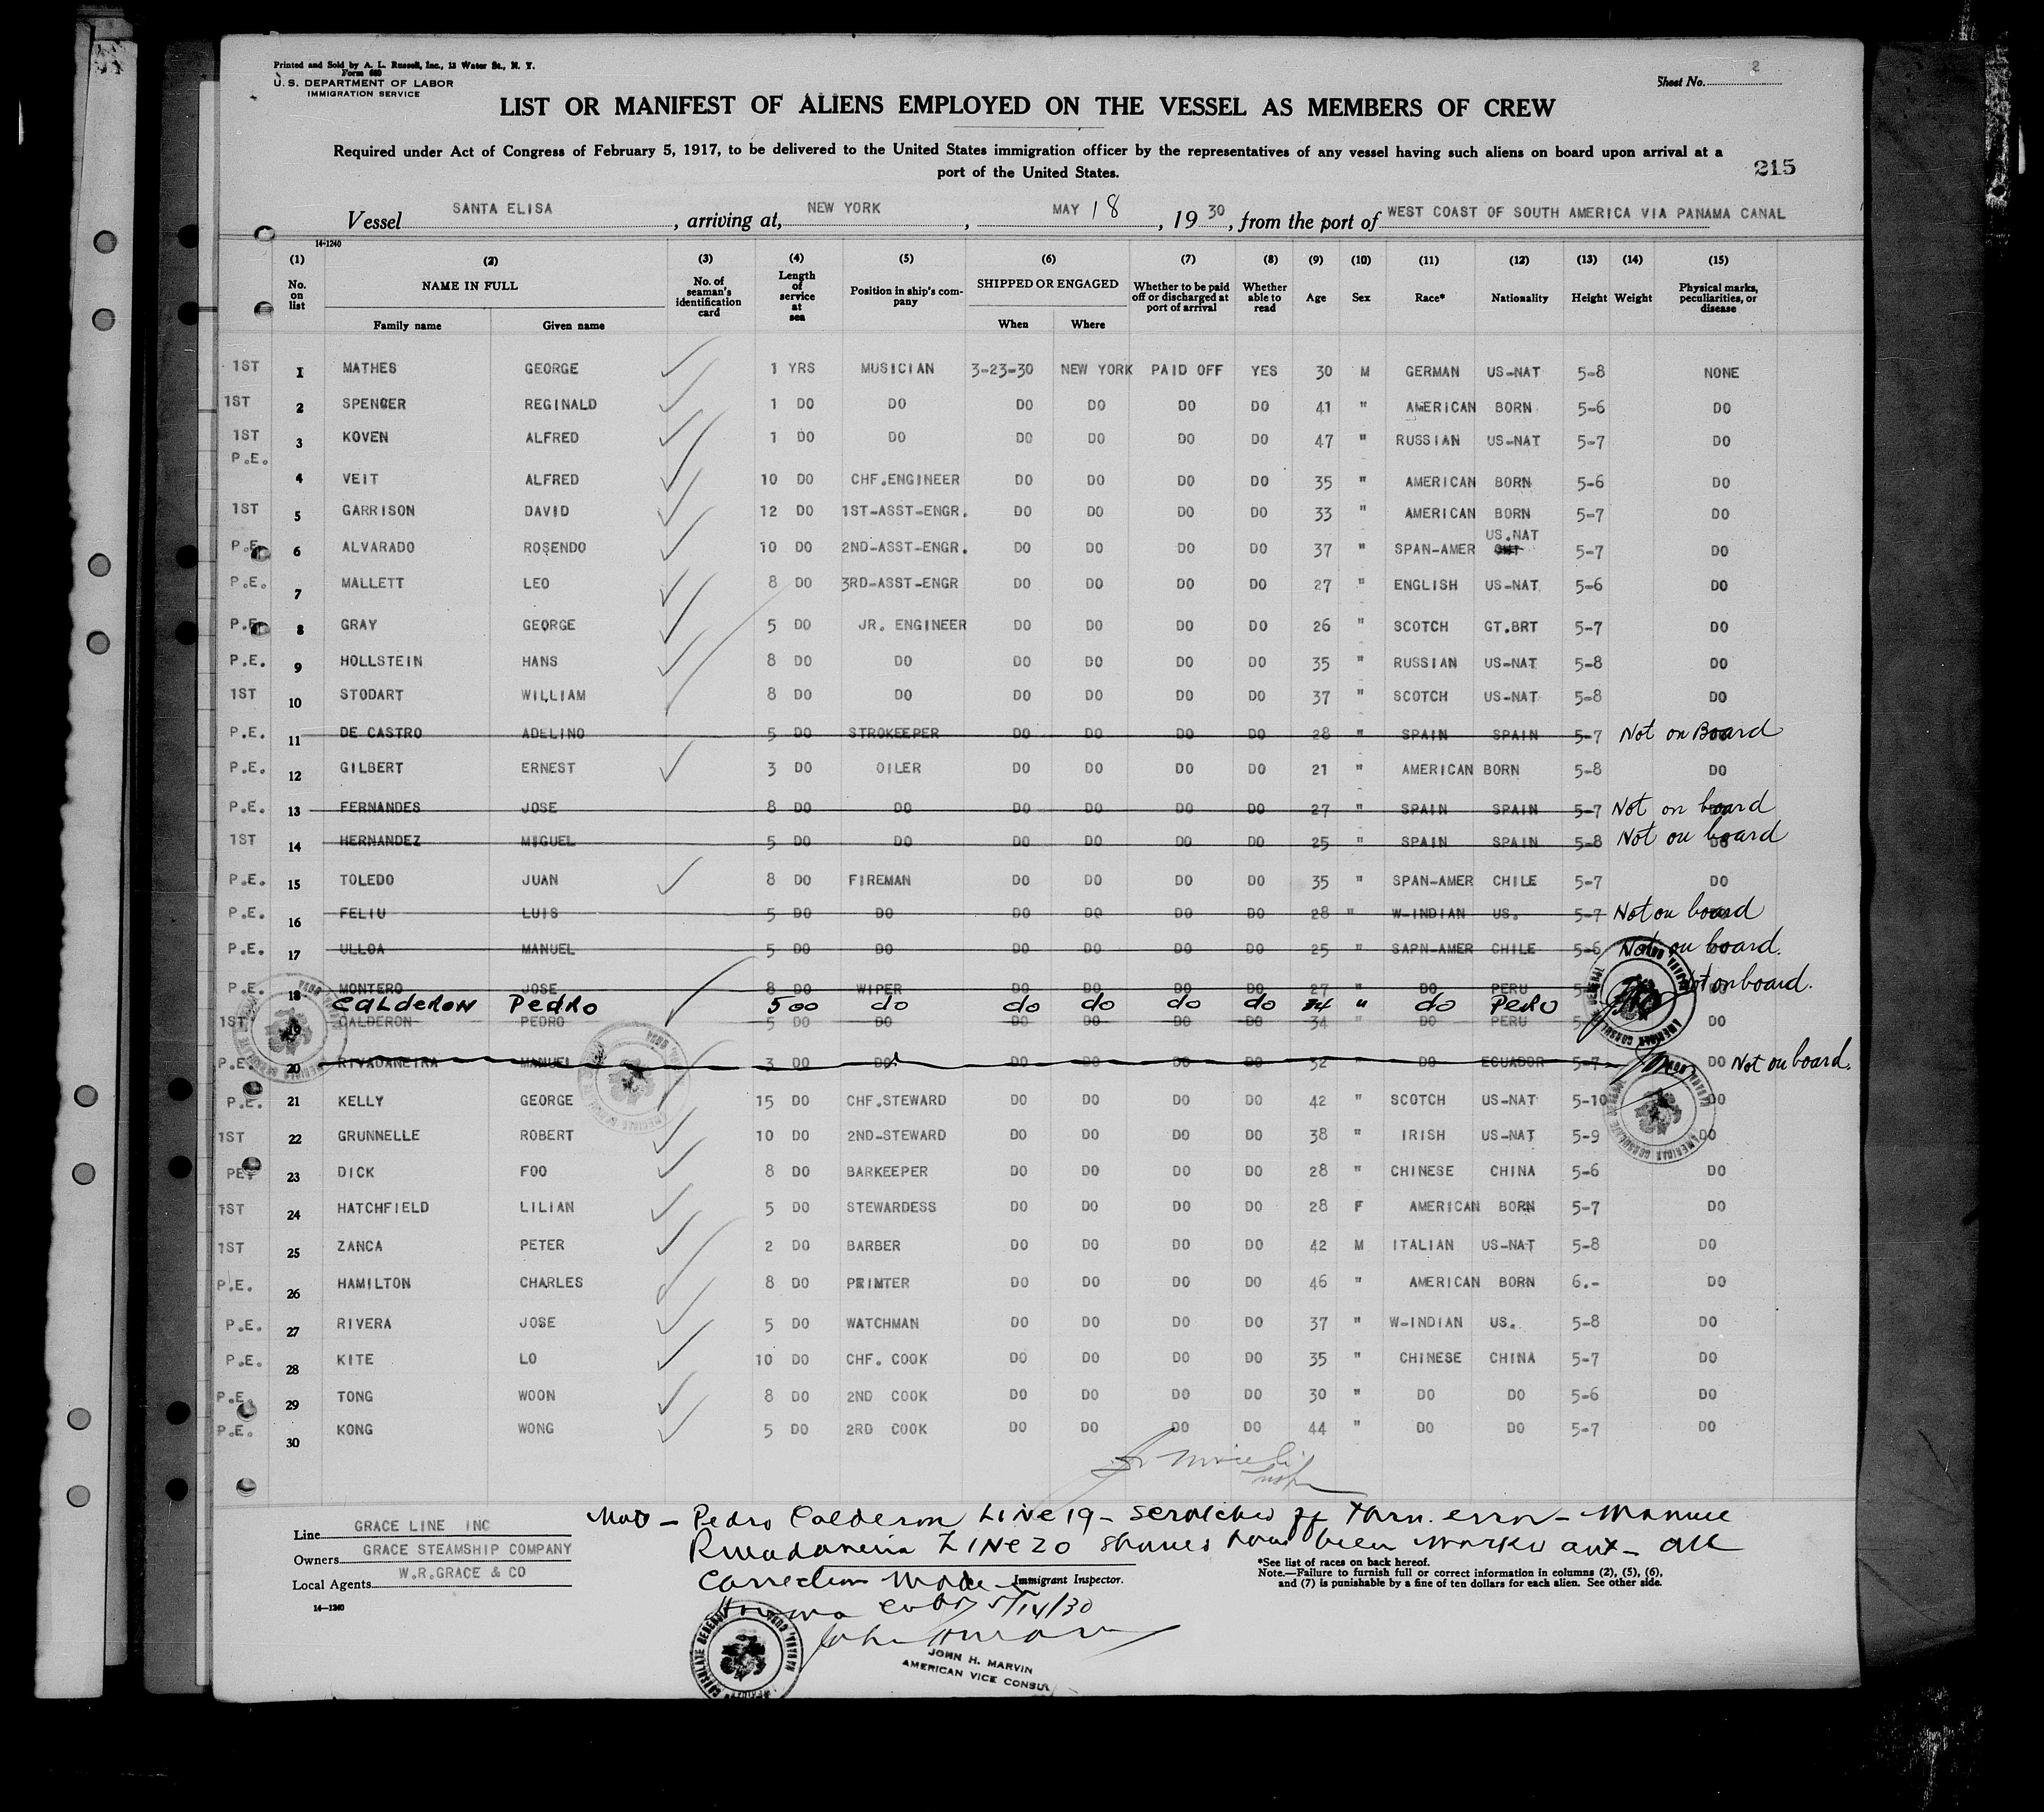 Printed and Sold by A. L. Russell, Inc., 13 Water St., N. Y.
Form 680
U. S. DEPARTMENT OF LABOR
IMMIGRATION SERVICE
Sheet No. 2
LIST OR MANIFEST OF ALIENS EMPLOYED ON THE VESSEL AS MEMBERS OF CREW
Required under Act of Congress of February 5, 1917, to be delivered to the United States immigration officer by the representatives of any vessel having such aliens on board upon arrival at a
port of the United States.
215
Vessel SANTA ELISA, arriving at, NEW YORK, MAY 18, 1930, from the port of WEST COAST OF SOUTH AMERICA VIA PANAMA CANAL
14-1240
(1) (2) (3) (4) (5) (6) (7) (8) (9) (10) (11) (12) (13) (14) (15)
No. on list NAME IN FULL No. of seaman's identification card Length of service at sea Position in ship's company SHIPPED OR ENGAGED Whether to be paid off or discharged at port of arrival Whether able to read Age Sex Race* Nationality Height Weight Physical marks, peculiarities, or disease
Family name Given name When Where
1ST 1 MATHES GEORGE 1 YRS MUSICIAN 3-23-30 NEW YORK PAID OFF YES 30 M GERMAN US-NAT 5-8 NONE
1ST 2 SPENCER REGINALD 1 DO DO DO DO DO DO 41 " AMERICAN BORN 5-6 DO
1ST 3 KOVEN ALFRED 1 DO DO DO DO DO DO 47 " RUSSIAN US-NAT 5-7 DO
P.E. 4 VEIT ALFRED 10 DO CHF.ENGINEER DO DO DO DO 35 " AMERICAN BORN 5-6 DO
1ST 5 GARRISON DAVID 12 DO 1ST-ASST-ENGR. DO DO DO DO 33 " AMERICAN BORN 5-7 DO
P.E. 6 ALVARADO ROSENDO 10 DO 2ND-ASST-ENGR. DO DO DO DO 37 " SPAN-AMER US.NAT 5-7 DO
P.E. 7 MALLETT LEO 8 DO 3RD-ASST-ENGR DO DO DO DO 27 " ENGLISH US-NAT 5-6 DO
P.E. 8 GRAY GEORGE 5 DO JR. ENGINEER DO DO DO DO 26 " SCOTCH GT.BRT 5-7 DO
P.E. 9 HOLLSTEIN HANS 8 DO DO DO DO DO DO 35 " RUSSIAN US-NAT 5-8 DO
1ST 10 STODART WILLIAM 8 DO DO DO DO DO DO 37 " SCOTCH US-NAT 5-8 DO
P.E. 11 DE CASTRO ADELINO 5 DO STROKEEPER DO DO DO DO 28 " SPAIN SPAIN 5-7 Not on Board
P.E. 12 GILBERT ERNEST 3 DO OILER DO DO DO DO 21 " AMERICAN BORN 5-8 DO
P.E. 13 FERNANDES JOSE 8 DO DO DO DO DO DO 27 " SPAIN SPAIN 5-7 Not on board
1ST 14 HERNANDEZ MIGUEL 5 DO DO DO DO DO DO 25 " SPAIN SPAIN 5-8 Not on board DO
P.E. 15 TOLEDO JUAN 8 DO FIREMAN DO DO DO DO 35 " SPAN-AMER CHILE 5-7 DO
P.E. 16 FELIU LUIS 5 DO DO DO DO DO DO 28 " W-INDIAN US. 5-7 Not on board
P.E. 17 ULLOA MANUEL 5 DO DO DO DO DO DO 25 " SAPN-AMER CHILE 5-6 Not on board.
P.E. 18 MONTERO JOSE 8 DO WIPER DO DO DO DO 27 " DO PERU Not on board.
CALDERON PEDRO 5 do do do do do 34 " do Peru
1ST 19 CALDERON PEDRO 5 DO DO DO DO DO DO 34 " DO PERU DO
P.E. 20 RIVADANEIRA MANUEL 3 DO DO DO DO DO DO 32 " DO ECUADOR 5-7 DO Not on board.
P.E. 21 KELLY GEORGE 15 DO CHF.STEWARD DO DO DO DO 42 " SCOTCH US-NAT 5-10 DO
1ST 22 GRUNNELLE ROBERT 10 DO 2ND-STEWARD DO DO DO DO 38 " IRISH US-NAT 5-9 DO
PE 23 DICK FOO 8 DO BARKEEPER DO DO DO DO 28 " CHINESE CHINA 5-6 DO
1ST 24 HATCHFIELD LILIAN 5 DO STEWARDESS DO DO DO DO 28 F AMERICAN BORN 5-7 DO
1ST 25 ZANCA PETER 2 DO BARBER DO DO DO DO 42 M ITALIAN US-NAT 5-8 DO
P.E. 26 HAMILTON CHARLES 8 DO PRINTER DO DO DO DO 46 " AMERICAN BORN 6.- DO
P.E. 27 RIVERA JOSE 5 DO WATCHMAN DO DO DO DO 37 " W-INDIAN US. 5-8 DO
P.E. 28 KITE LO 10 DO CHF. COOK DO DO DO DO 35 " CHINESE CHINA 5-7 DO
P.E. 29 TONG WOON 8 DO 2ND COOK DO DO DO DO 30 " DO DO 5-6 DO
P.E. 30 KONG WONG 5 DO 2RD COOK DO DO DO DO 44 " DO DO 5-7 DO
Pedro Calderon LINE 19 - scratched off thru. error -
LINE 20 been out - all
Line GRACE LINE INC
Owners GRACE STEAMSHIP COMPANY
Local Agents W.R.GRACE & CO
14-1240
Immigrant Inspector.
*See list of races on back hereof.
Note.—Failure to furnish full or correct information in columns (2), (5), (6),
and (7) is punishable by a fine of ten dollars for each alien. See other side.
5/14/30
JOHN H. MARVIN
AMERICAN VICE CONSUL